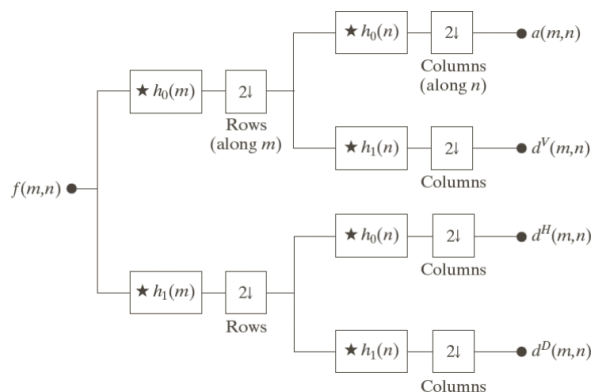 ★ h₀(n)
2↓
a(m,n)
Columns
(along n)
★ h₀(m)
2↓
Rows
(along m)
★ h₁(n)
2↓
dⱽ(m,n)
Columns
f(m,n)
★ h₀(n)
2↓
dᴴ(m,n)
Columns
★ h₁(m)
2↓
Rows
★ h₁(n)
2↓
dᴰ(m,n)
Columns